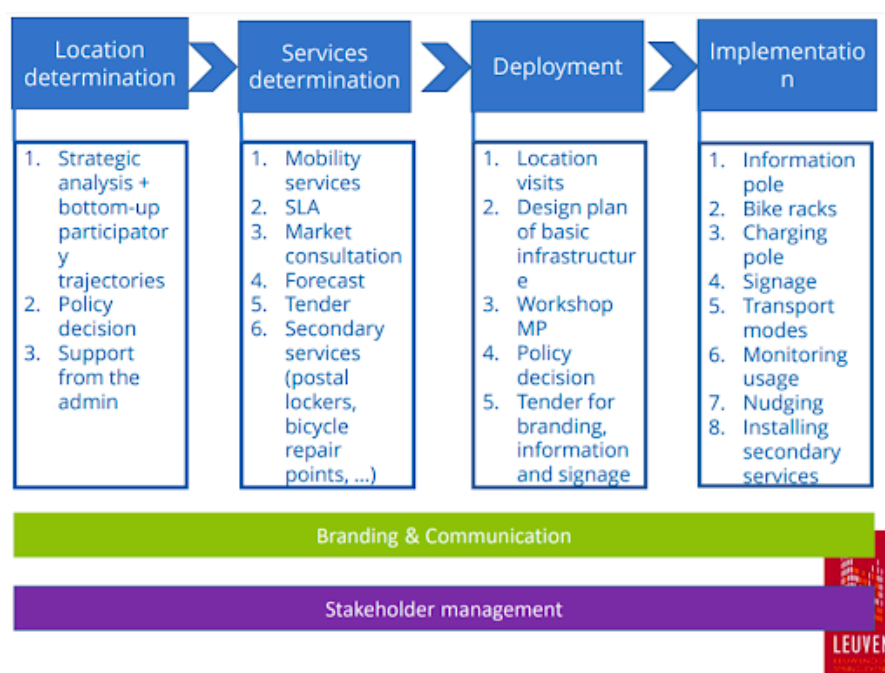 Location
determination
Services
determination
Deployment
Implementatio
n
1. Strategic
analysis +
bottom-up
participator
y
trajectories
2. Policy
decision
3. Support
from the
admin
1. Mobility
services
2. SLA
3. Market
consultation
4. Forecast
5. Tender
6. Secondary
services
(postal
lockers,
bicycle
repair
points, ...)
1. Location
visits
2. Design plan
of basic
infrastructur
e
3. Workshop
MP
4. Policy
decision
5. Tender for
branding,
information
and signage
1. Information
pole
2. Bike racks
3. Charging
pole
4. Signage
5. Transport
modes
6. Monitoring
usage
7. Nudging
8. Installing
secondary
services
Branding & Communication
Stakeholder management
LEUVEN